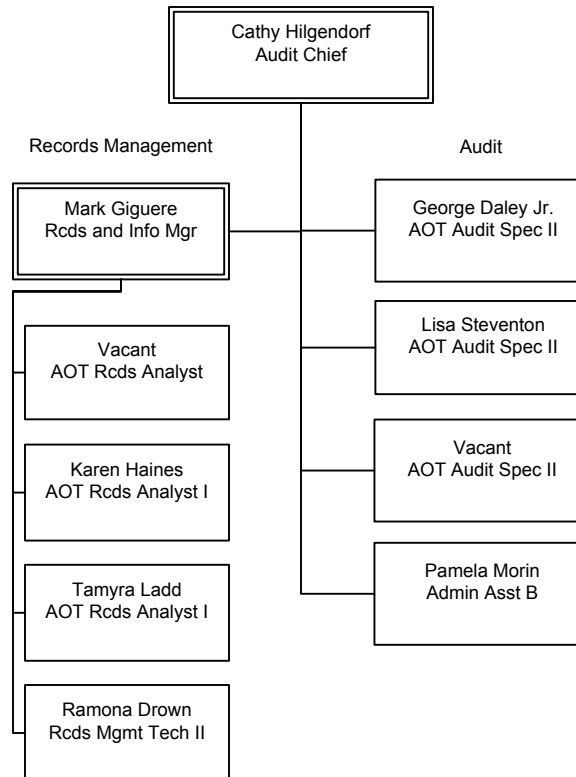 Cathy Hilgendorf
Audit Chief
Records Management
Mark Giguere
Rcds and Info Mgr
Vacant
AOT Rcds Analyst
Karen Haines
AOT Rcds Analyst I
Tamyra Ladd
AOT Rcds Analyst I
Ramona Drown
Rcds Mgmt Tech II
Audit
George Daley Jr.
AOT Audit Spec II
Lisa Steventon
AOT Audit Spec II
Vacant
AOT Audit Spec II
Pamela Morin
Admin Asst B